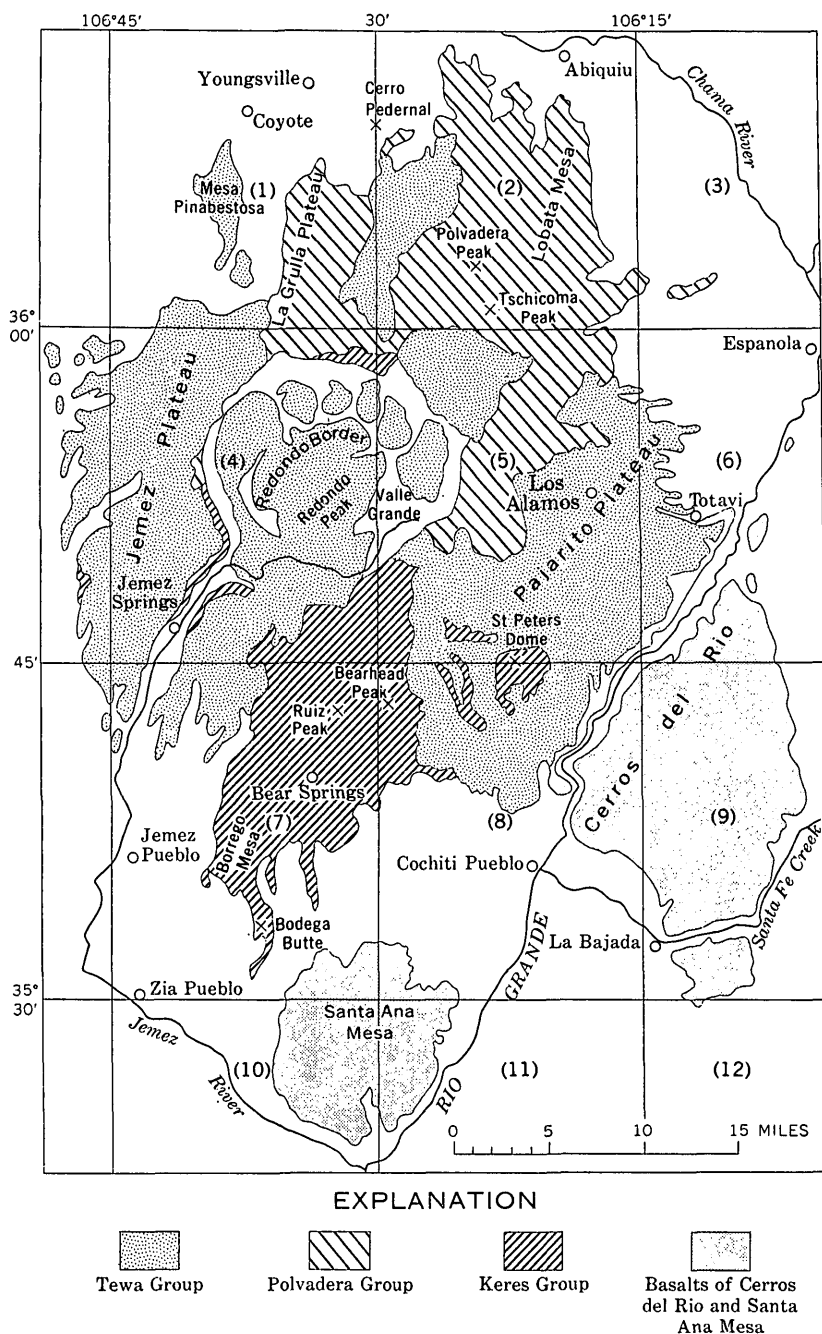 106°45'
30'
106°15'
Youngsville
Cerro
Pedernal
Abiquiu
Coyote
Chama River
Mesa
Pinabestosa
(1)
(2)
(3)
La Grulla Plateau
Lobata Mesa
Polvadera
Peak
Tschicoma
Peak
36°
00'
Espanola
Jemez Plateau
(4)
Redondo Border
Redondo
Peak
Valle
Grande
(5)
Los
Alamos
(6)
Totavi
Pajarito Plateau
Jemez
Springs
St Peters
Dome
45'
Bearhead
Peak
Ruiz
Peak
Cerros del Rio
Bear Springs
(7)
(8)
(9)
Borrego
Mesa
Jemez
Pueblo
Cochiti Pueblo
Santa Fe Creek
Bodega
Butte
La Bajada
Zia Pueblo
35°
30'
Santa Ana
Mesa
Jemez River
RIO GRANDE
(10)
(11)
(12)
0 5 10 15 MILES
EXPLANATION
Tewa Group
Polvadera Group
Keres Group
Basalts of Cerros
del Rio and Santa
Ana Mesa